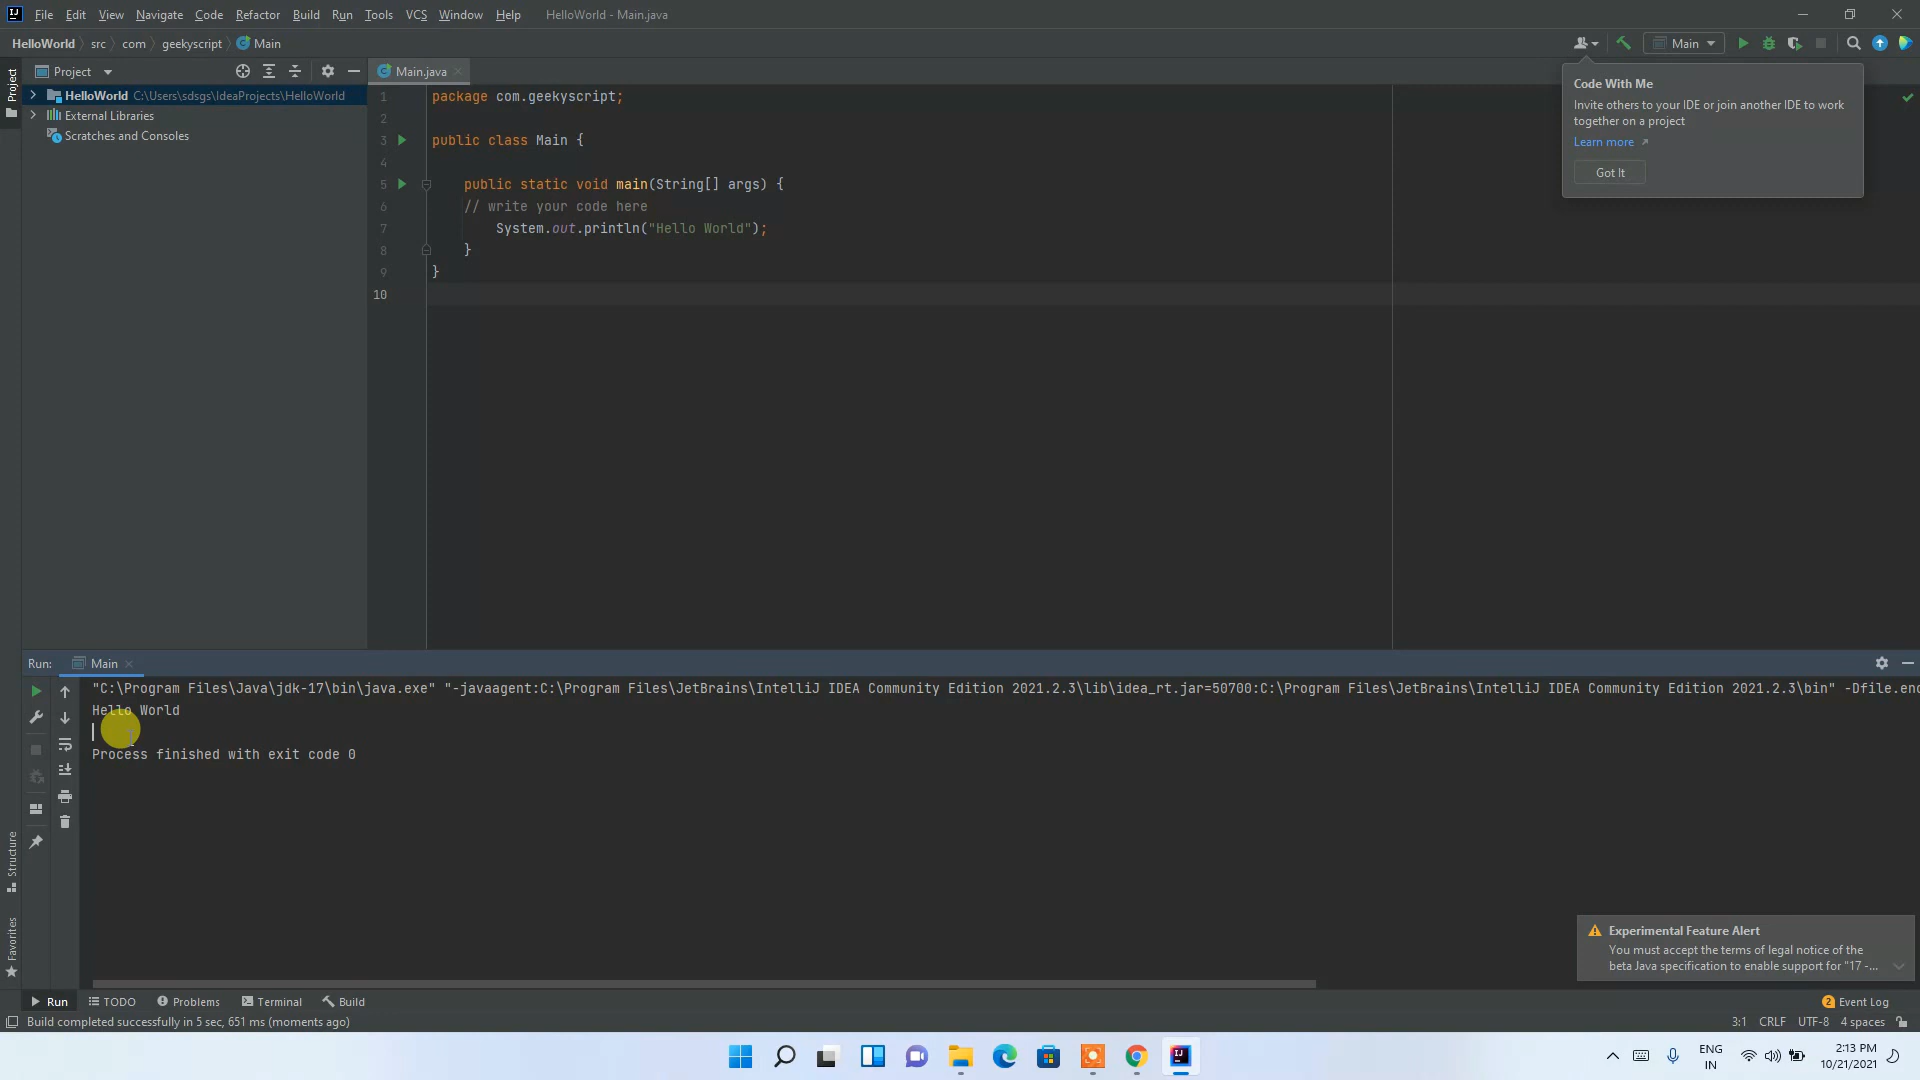 IJ File Edit View Navigate Code Refactor Build Run Tools VCS Window Help HelloWorld - Main.java
HelloWorld src com geekyscript Main
Main
Project
Project
Main.java
HelloWorld C:\Users\sdsgs\IdeaProjects\HelloWorld
External Libraries
Scratches and Consoles
1 package com.geekyscript;
2
3 public class Main {
4
5 public static void main(String[] args) {
6 // write your code here
7 System.out.println("Hello World");
8 }
9 }
10
Code With Me
Invite others to your IDE or join another IDE to work
together on a project
Learn more
Got It
Run: Main
"C:\Program Files\Java\jdk-17\bin\java.exe" "-javaagent:C:\Program Files\JetBrains\IntelliJ IDEA Community Edition 2021.2.3\lib\idea_rt.jar=50700:C:\Program Files\JetBrains\IntelliJ IDEA Community Edition 2021.2.3\bin" -Dfile.enc
Hello World
Process finished with exit code 0
Structure
Favorites
Experimental Feature Alert
You must accept the terms of legal notice of the
beta Java specification to enable support for "17 -...
Run TODO Problems Terminal Build
2 Event Log
Build completed successfully in 5 sec, 651 ms (moments ago)
3:1 CRLF UTF-8 4 spaces
IJ
ENG
IN
2:13 PM
10/21/2021